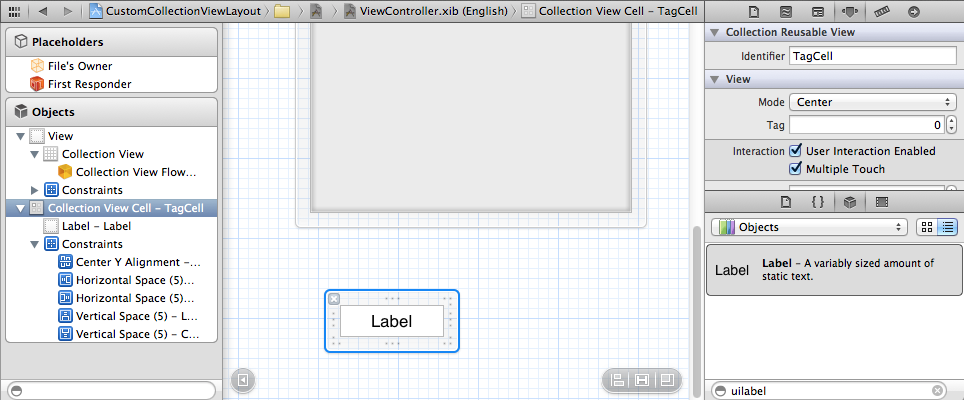 CustomCollectionViewLayout
ViewController.xib (English)
Collection View Cell – TagCell
Placeholders
File's Owner
First Responder
Objects
View
Collection View
Collection View Flow...
Constraints
Collection View Cell – TagCell
Label – Label
Constraints
Center Y Alignment –...
Horizontal Space (5)...
Horizontal Space (5)...
Vertical Space (5) – L...
Vertical Space (5) – C...
Label
Collection Reusable View
Identifier TagCell
View
Mode Center
Tag 0
Interaction User Interaction Enabled
Multiple Touch
{ }
Objects
Label
Label – A variably sized amount of
static text.
uilabel